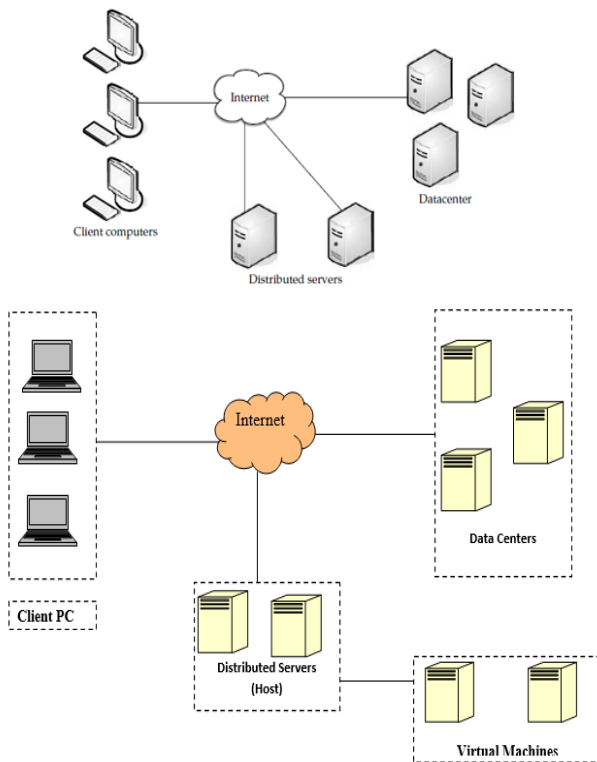 Internet
Client computers
Datacenter
Distributed servers
Internet
Data Centers
Client PC
Distributed Servers
(Host)
Virtual Machines